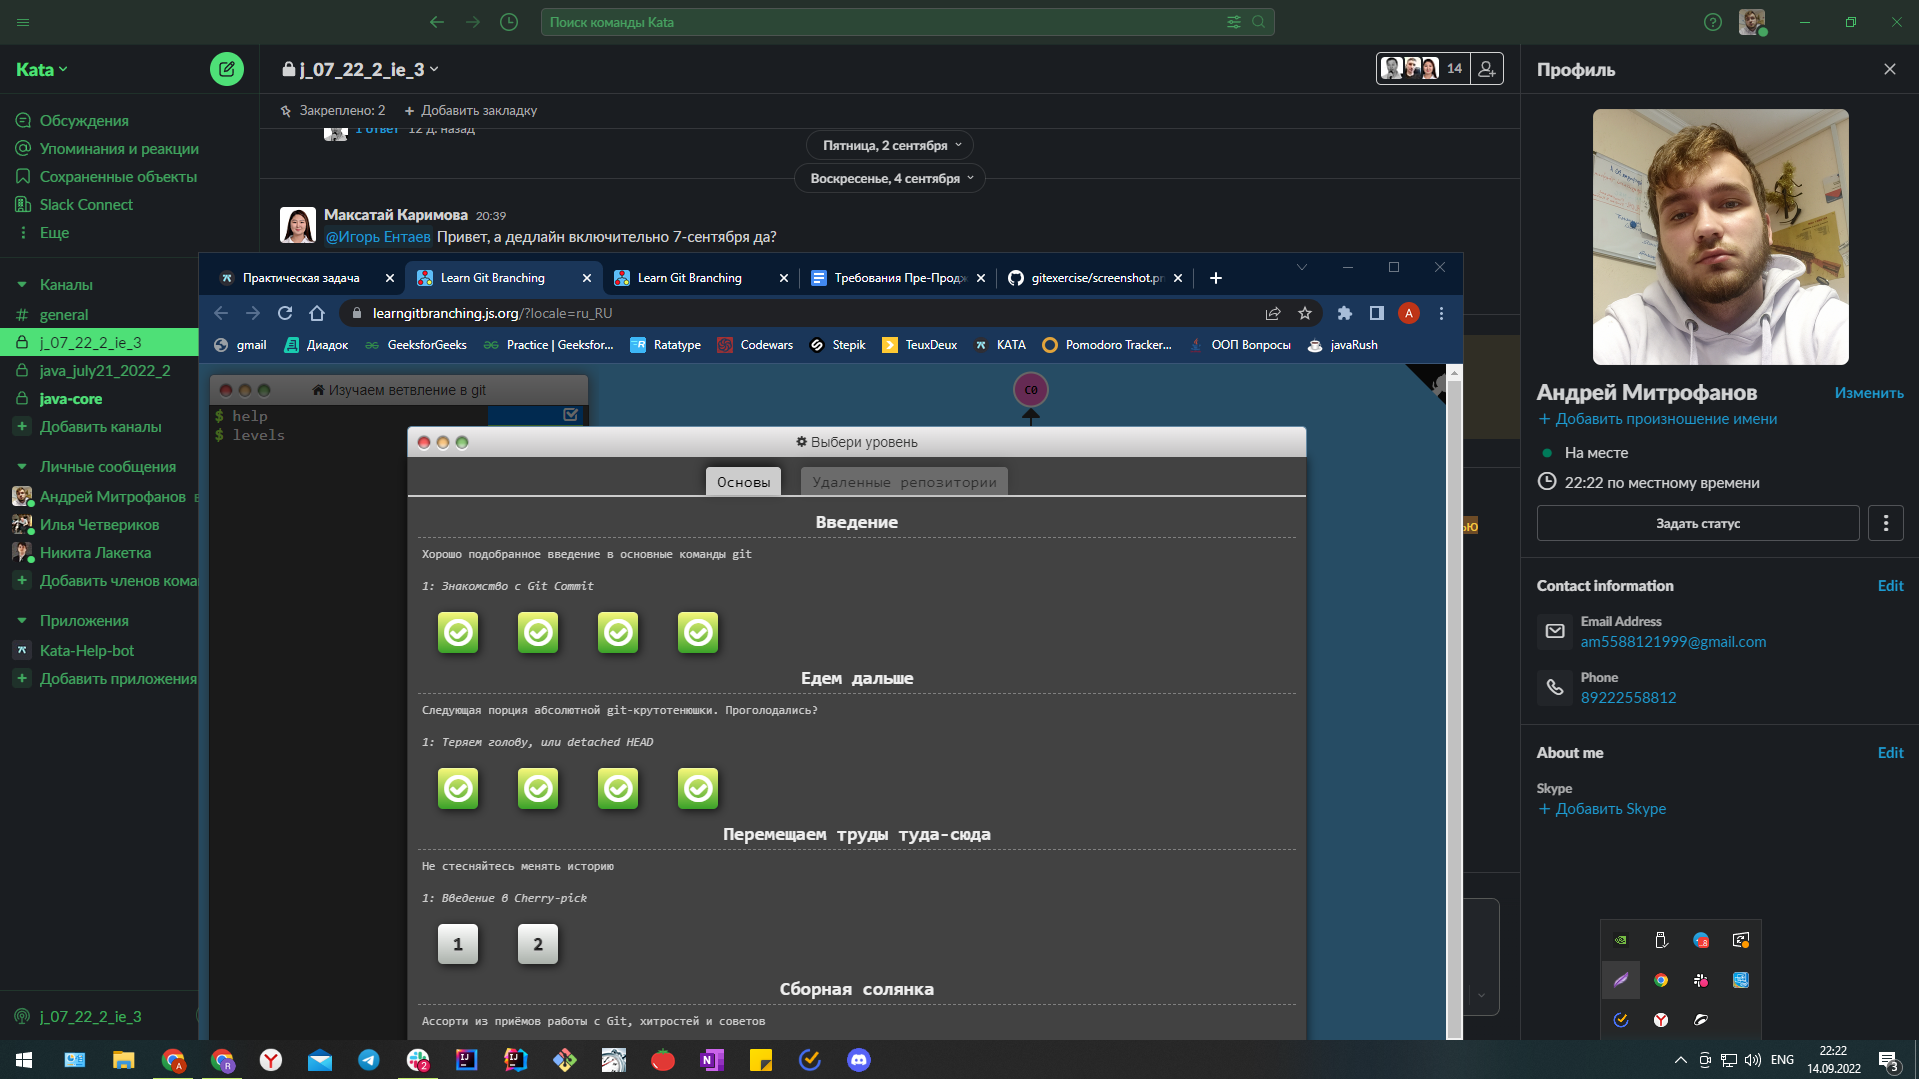 Поиск команды Kata
Kata
j_07_22_2_ie_3
14
Профиль
Закреплено: 2
Добавить закладку
Обсуждения
Упоминания и реакции
Сохраненные объекты
Slack Connect
Еще
1 ответ 12 д. назад
Пятница, 2 сентября
Воскресенье, 4 сентября
Максатай Каримова 20:39
@Игорь Ентаев Привет, а дедлайн включительно 7-сентября да?
Каналы
general
j_07_22_2_ie_3
java_july21_2022_2
java-core
Добавить каналы
Личные сообщения
Андрей Митрофанов
Илья Четвериков
Никита Лакетка
Добавить членов кома
Приложения
Kata-Help-bot
Добавить приложения
j_07_22_2_ie_3
Практическая задача
Learn Git Branching
Learn Git Branching
Требования Пре-Продж
gitexercise/screenshot.pr
learngitbranching.js.org/?locale=ru_RU
A
gmail
Диадок
GeeksforGeeks
Practice | Geeksfor...
Ratatype
Codewars
Stepik
TeuxDeux
KATA
Pomodoro Tracker...
ООП Вопросы
javaRush
Изучаем ветвление в git
$ help
$ levels
C0
Выбери уровень
Основы
Удаленные репозитории
Введение
Хорошо подобранное введение в основные команды git
1: Знакомство с Git Commit
Едем дальше
Следующая порция абсолютной git-крутотенюшки. Проголодались?
1: Теряем голову, или detached HEAD
Перемещаем труды туда-сюда
Не стесняйтесь менять историю
1: Введение в Cherry-pick
1
2
Сборная солянка
Ассорти из приёмов работы с Git, хитростей и советов
ью
Андрей Митрофанов
Изменить
+ Добавить произношение имени
На месте
22:22 по местному времени
Задать статус
Contact information
Edit
Email Address
am5588121999@gmail.com
Phone
89222558812
About me
Edit
Skype
+ Добавить Skype
ENG
22:22
14.09.2022
3